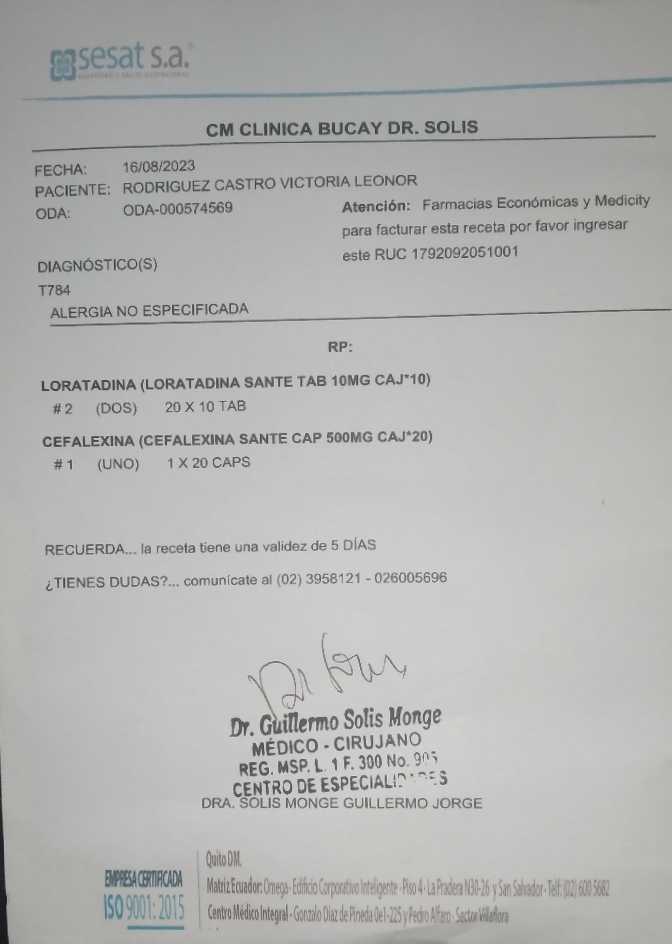 sesat s.a.
CM CLINICA BUCAY DR. SOLIS
FECHA: 16/08/2023
PACIENTE: RODRIGUEZ CASTRO VICTORIA LEONOR
ODA: ODA-000574569
Atención: Farmacias Económicas y Medicity
para facturar esta receta por favor ingresar
este RUC 1792092051001
DIAGNÓSTICO(S)
T784
ALERGIA NO ESPECIFICADA
RP:
LORATADINA (LORATADINA SANTE TAB 10MG CAJ*10)
# 2 (DOS) 20 X 10 TAB
CEFALEXINA (CEFALEXINA SANTE CAP 500MG CAJ*20)
# 1 (UNO) 1 X 20 CAPS
RECUERDA... la receta tiene una validez de 5 DÍAS
¿TIENES DUDAS?... comunícate al (02) 3958121 - 026005696
Dr. Guillermo Solis Monge
MÉDICO - CIRUJANO
REG. MSP. L. 1 F. 300 No.
CENTRO DE ESPECIALIDADES
DRA. SOLIS MONGE GUILLERMO JORGE
EMPRESA CERTIFICADA
ISO 9001: 2015
Quito DM.
Matriz Ecuador: Omega - Edificio Corporativo Inteligente - Piso 4 - La Pradera N30-26 y San Salvador - Telf: (02) 600 5682
Centro Médico Integral - Gonzalo Díaz de Pineda Oe1-225 y Pedro Alfaro - Sector Villaflora